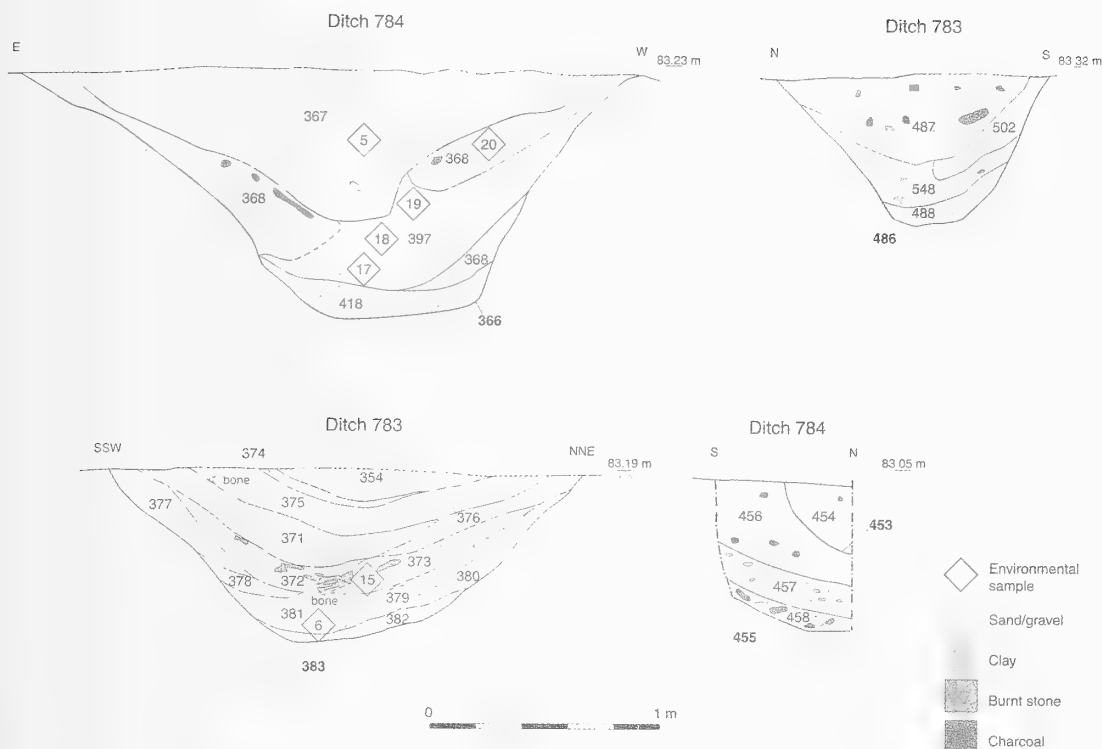 Ditch 784
E
W
83.23 m
367
5
20
368
368
19
18
397
17
368
418
366
Ditch 783
N
S
83.32 m
487
502
548
488
486
Ditch 783
SSW
NNE
83.19 m
374
354
bone
375
377
376
371
373
15
372
378
380
379
bone
381
382
6
383
Ditch 784
S
N
83.05 m
456
454
453
457
458
455
0
1 m
Environmental
sample
Sand/gravel
Clay
Burnt stone
Charcoal